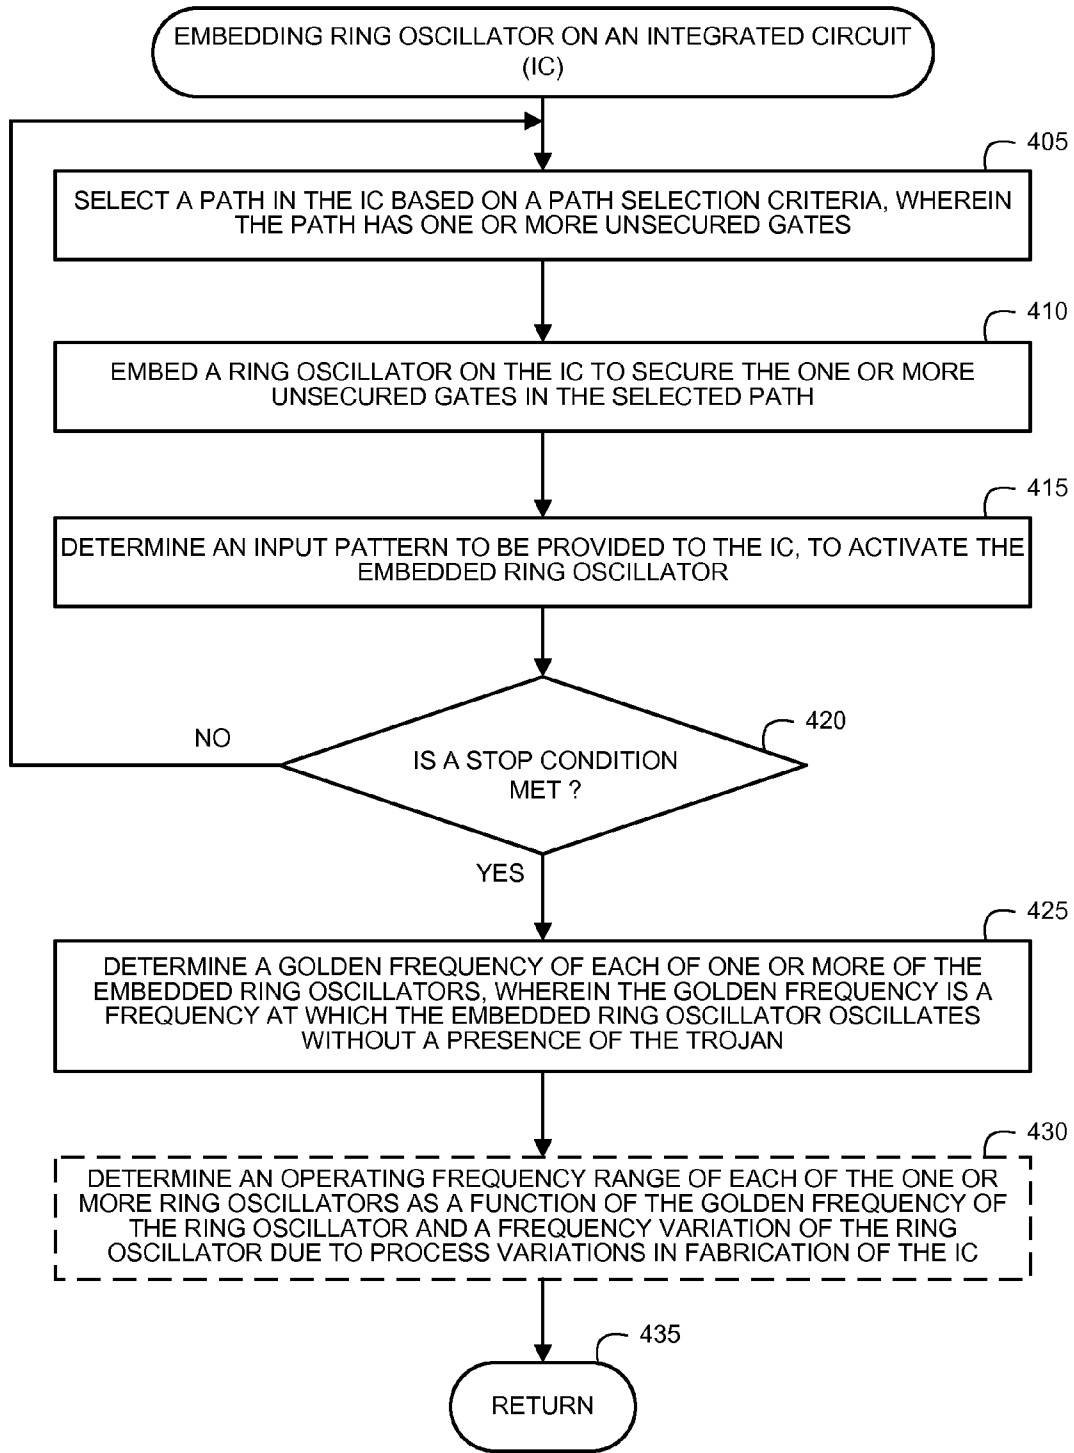 EMBEDDING RING OSCILLATOR ON AN INTEGRATED CIRCUIT
(IC)
405
SELECT A PATH IN THE IC BASED ON A PATH SELECTION CRITERIA, WHEREIN
THE PATH HAS ONE OR MORE UNSECURED GATES
410
EMBED A RING OSCILLATOR ON THE IC TO SECURE THE ONE OR MORE
UNSECURED GATES IN THE SELECTED PATH
415
DETERMINE AN INPUT PATTERN TO BE PROVIDED TO THE IC, TO ACTIVATE THE
EMBEDDED RING OSCILLATOR
420
NO
IS A STOP CONDITION
MET ?
YES
425
DETERMINE A GOLDEN FREQUENCY OF EACH OF ONE OR MORE OF THE
EMBEDDED RING OSCILLATORS, WHEREIN THE GOLDEN FREQUENCY IS A
FREQUENCY AT WHICH THE EMBEDDED RING OSCILLATOR OSCILLATES
WITHOUT A PRESENCE OF THE TROJAN
430
DETERMINE AN OPERATING FREQUENCY RANGE OF EACH OF THE ONE OR
MORE RING OSCILLATORS AS A FUNCTION OF THE GOLDEN FREQUENCY OF
THE RING OSCILLATOR AND A FREQUENCY VARIATION OF THE RING
OSCILLATOR DUE TO PROCESS VARIATIONS IN FABRICATION OF THE IC
435
RETURN